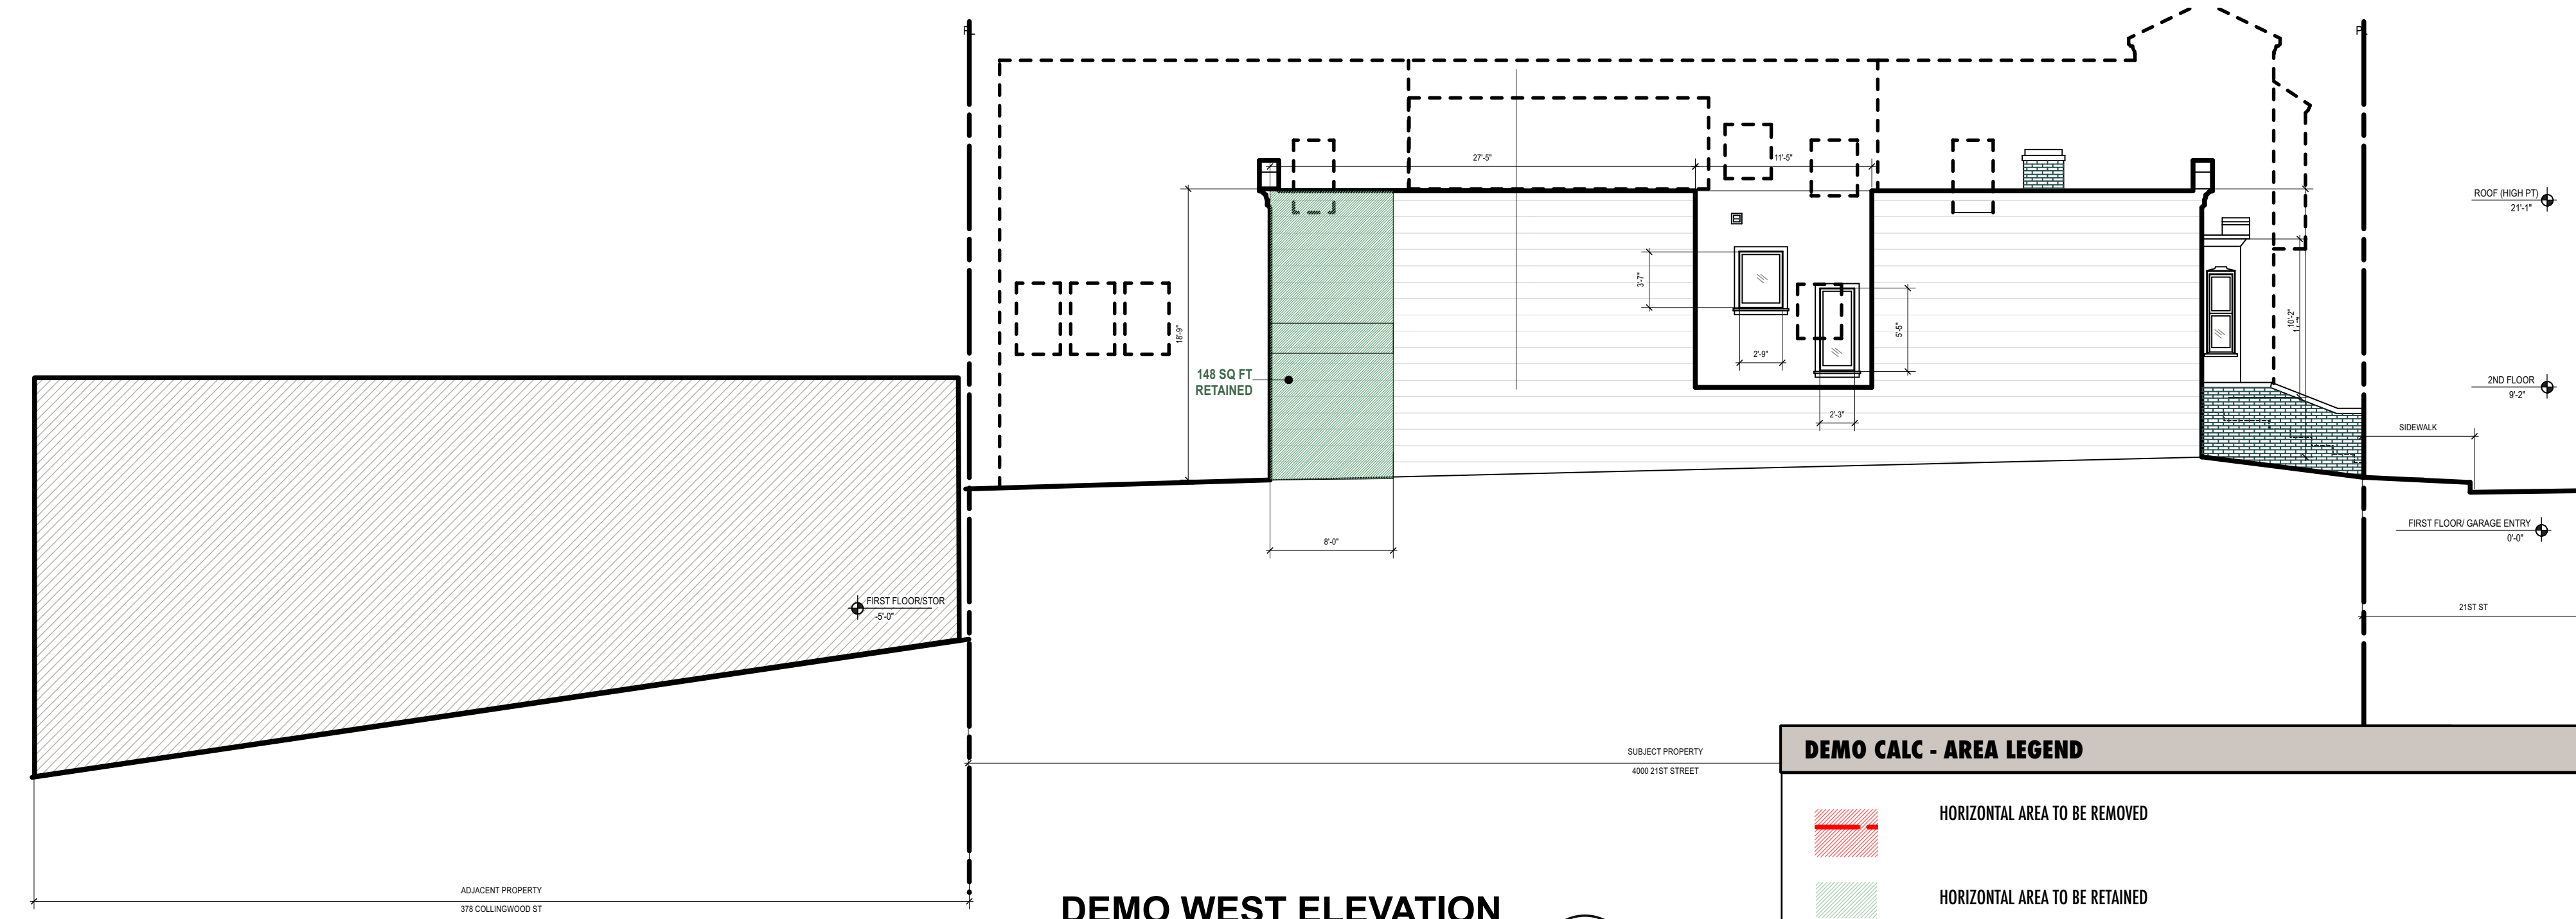 PL
27'-5"
11'-5"
18'-9"
3'-7"
2'-9"
5'-5"
2'-3"
10'-2"
148 SQ FT
RETAINED
8'-0"
ROOF (HIGH PT)
21'-1"
2ND FLOOR
9'-2"
SIDEWALK
FIRST FLOOR/ GARAGE ENTRY
0'-0"
21ST ST
FIRST FLOOR/STOR
-5'-0"
SUBJECT PROPERTY
4000 21ST STREET
ADJACENT PROPERTY
378 COLLINGWOOD ST
DEMO WEST ELEVATION
DEMO CALC - AREA LEGEND
HORIZONTAL AREA TO BE REMOVED
HORIZONTAL AREA TO BE RETAINED